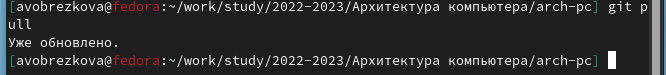 [avobrezkova@fedora:~/work/study/2022-2023/Архитектура компьютера/arch-pc] git p
ull
Уже обновлено.
[avobrezkova@fedora:~/work/study/2022-2023/Архитектура компьютера/arch-pc]